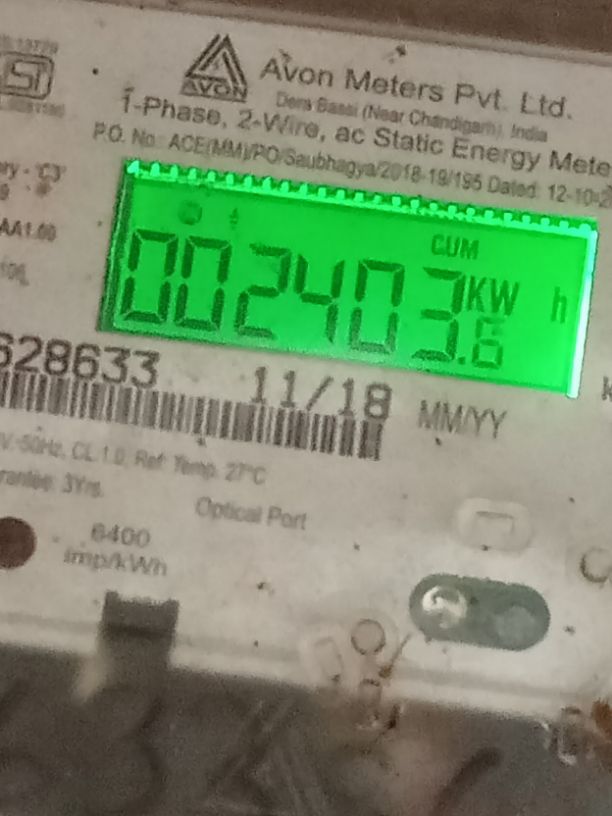 ISI
AVON
Avon Meters Pvt. Ltd.
Dera Bassi (Near Chandigarh), India
1-Phase, 2-Wire, ac Static Energy Mete
P.O. No.: ACE(MM)/PO/Saubhagya/2018-19/195 Dated: 12-10-2
CUM
002403.6 KW h
628633 11/18 MM/YY
V.-50Hz, CL 1.0, Ref. Temp. 27°C
rantee: 3Yrs.
Optical Port
6400
imp/kWh